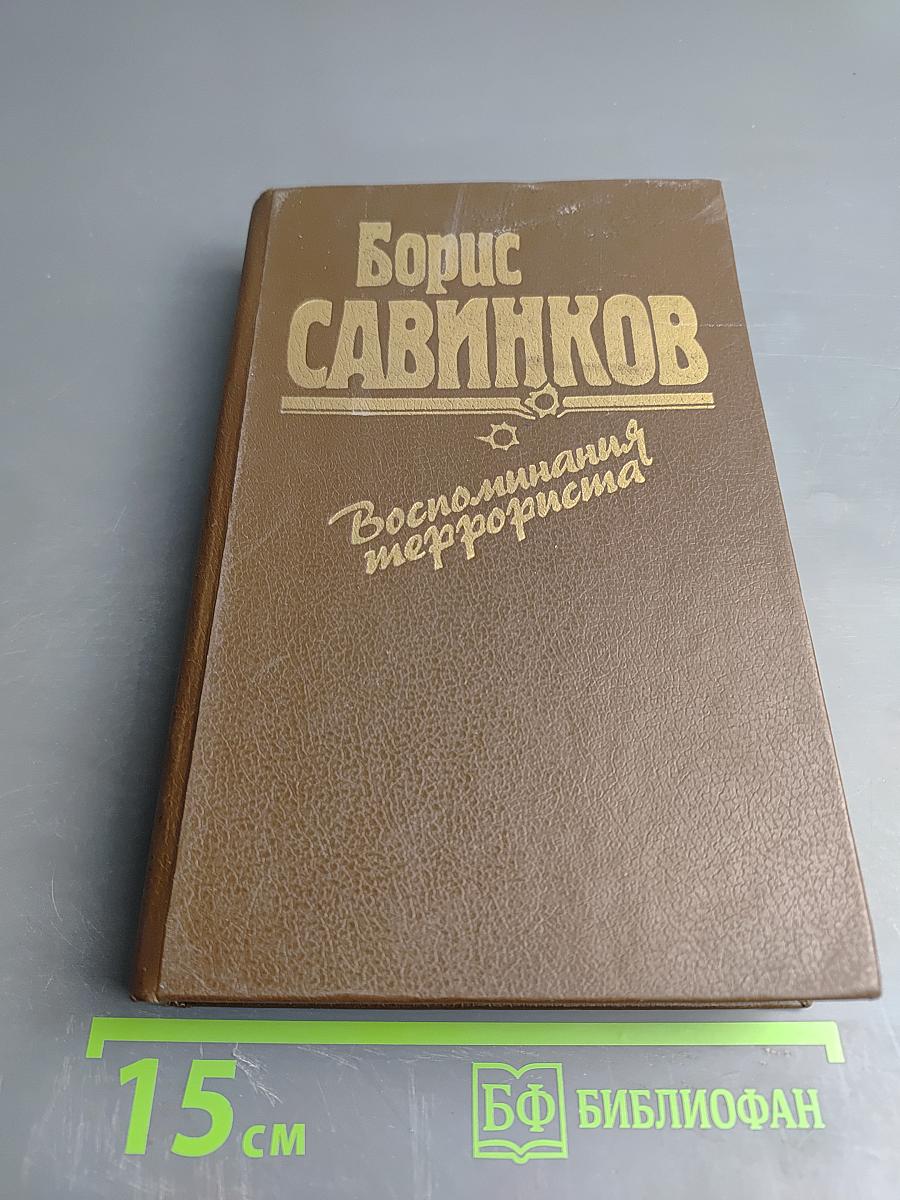 Борис
САВИНКОВ
Воспоминания
террориста
15 см
БФ БИБЛИОФАН